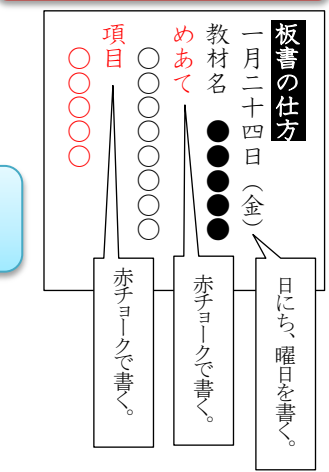 板書の仕方
一月二十四日（金）
教材名　●●●●●
めあて
○○○○○○○○
項目
○○○○○
日にち、曜日を書く。
赤チョークで書く。
赤チョークで書く。